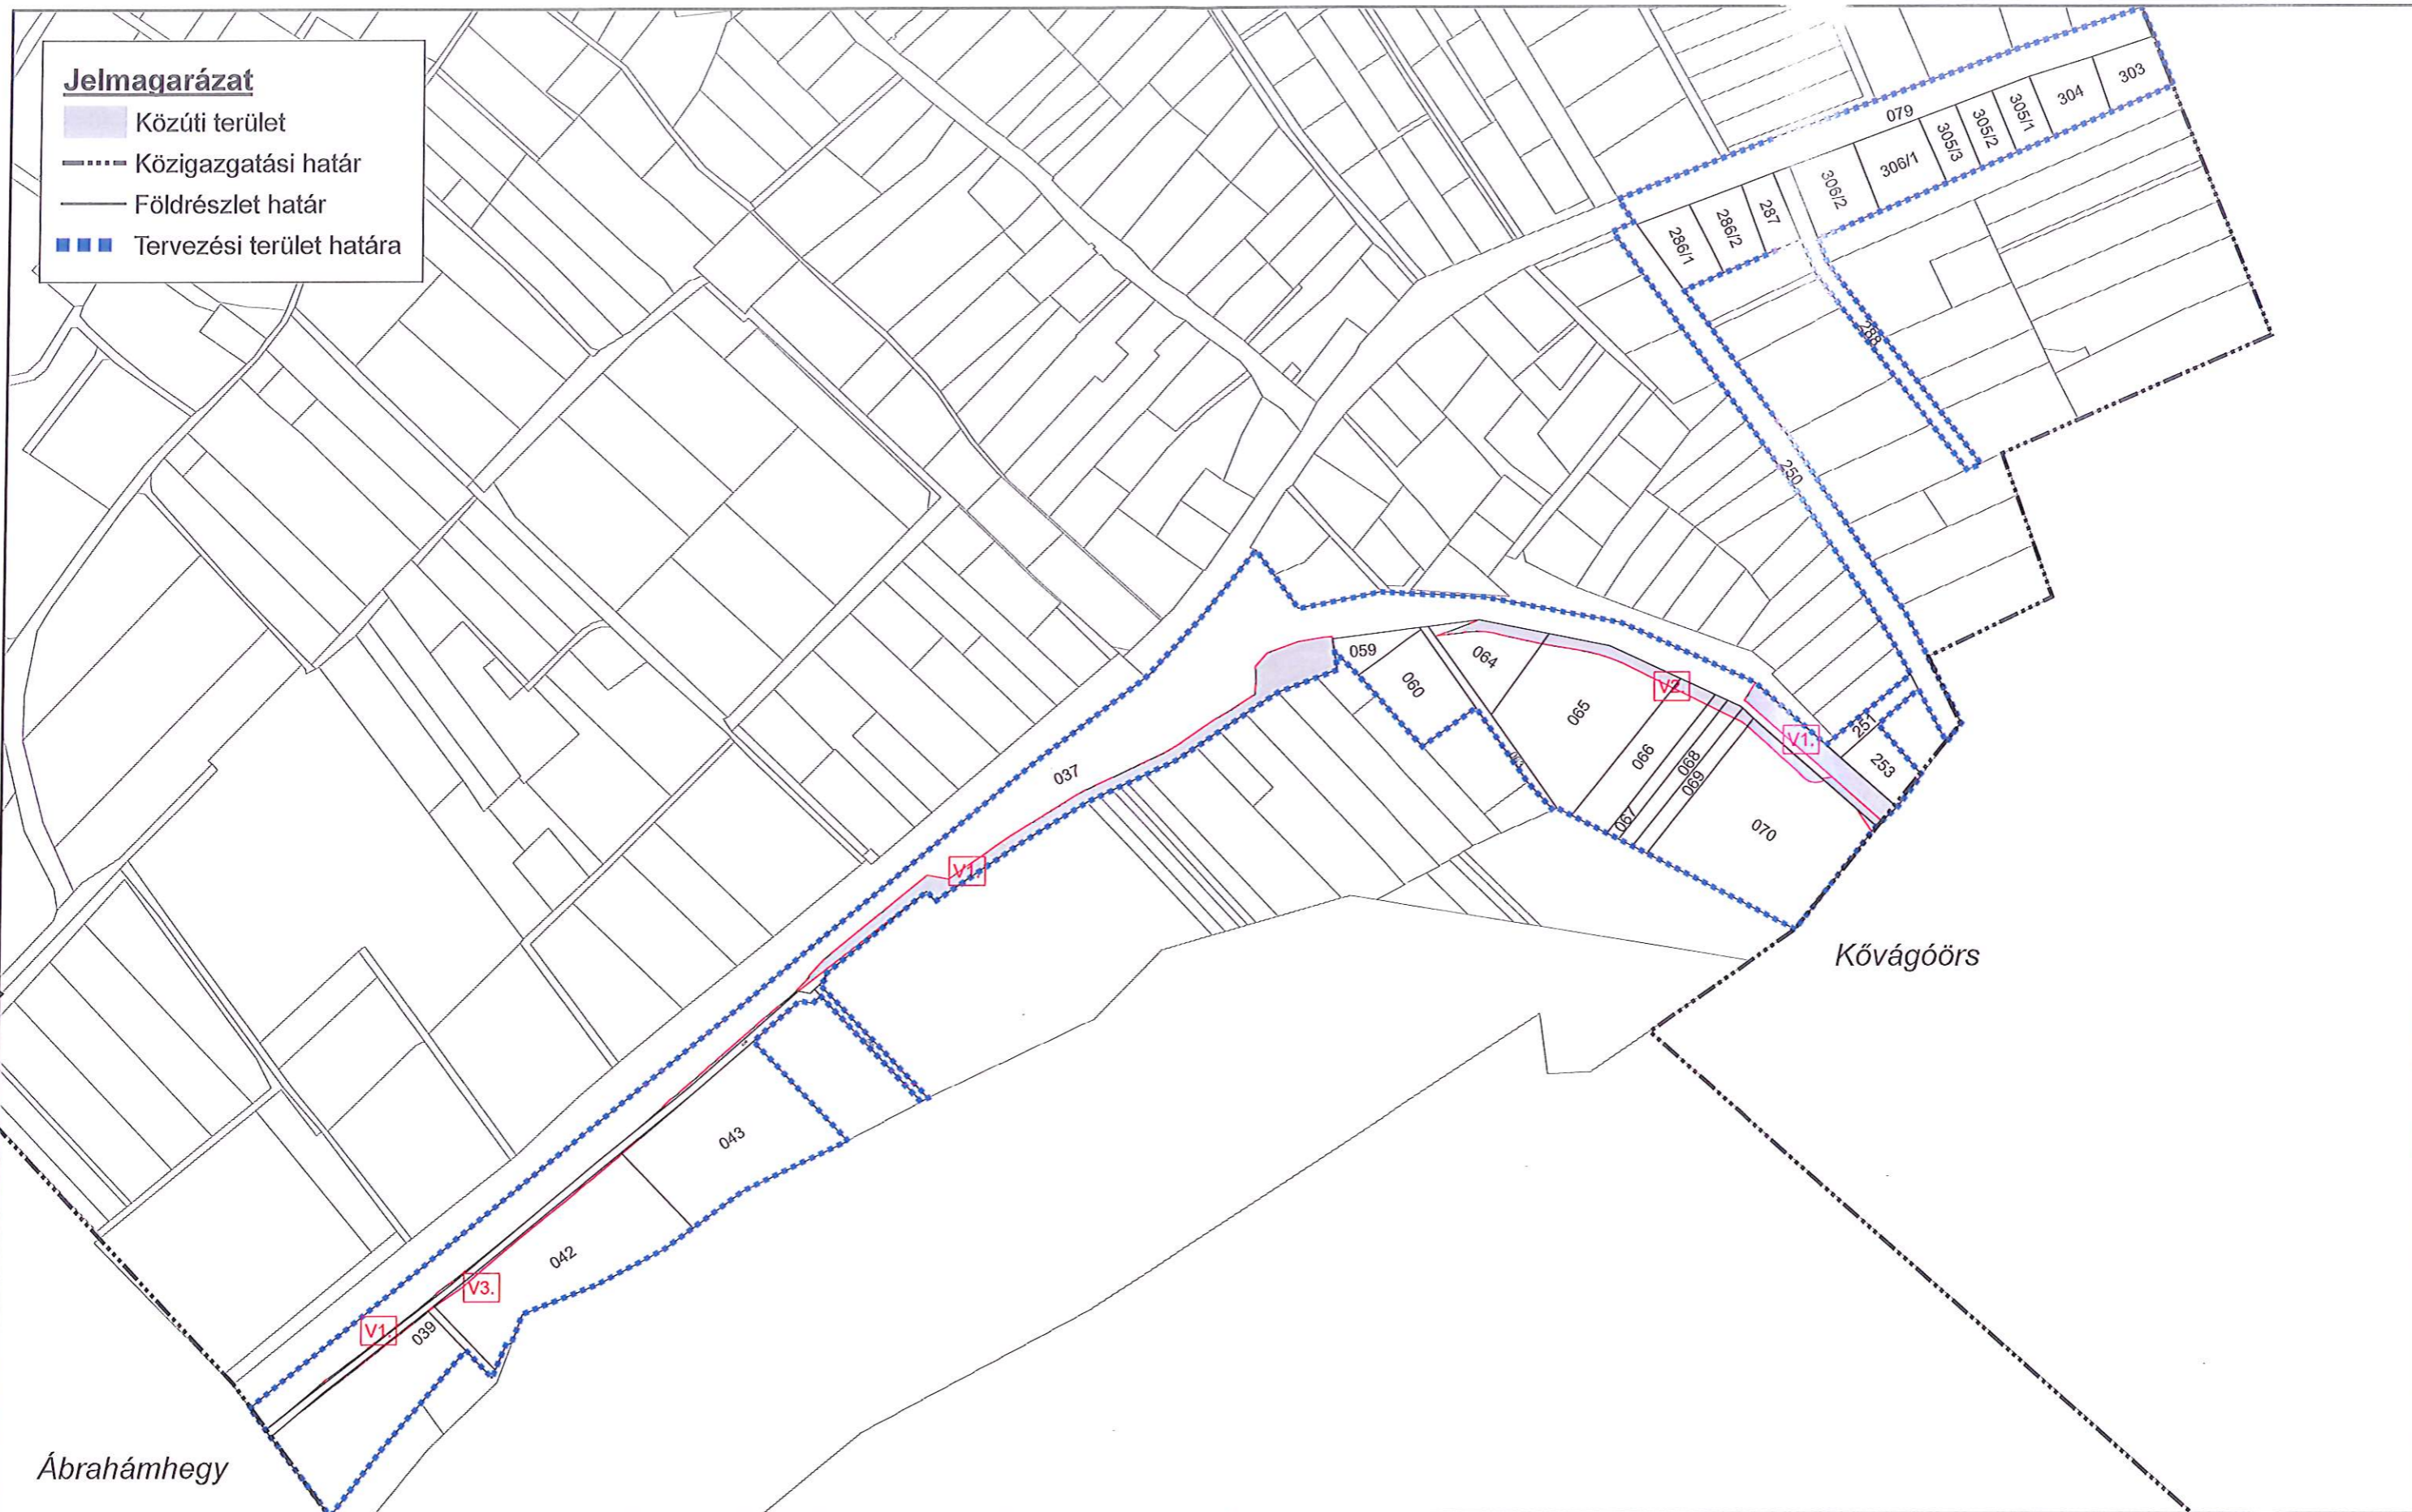 Jelmagarázat
Közúti terület
Közigazgatási határ
Földrészlet határ
Tervezési terület határa
303
304
305/1
305/2
305/3
306/1
079
306/2
287
286/2
286/1
288
250
059
060
064
065
V2.
066
068
069
067
070
V1.
251
253
037
V1.
Kővágóörs
043
042
V3.
V1.
039
Ábrahámhegy